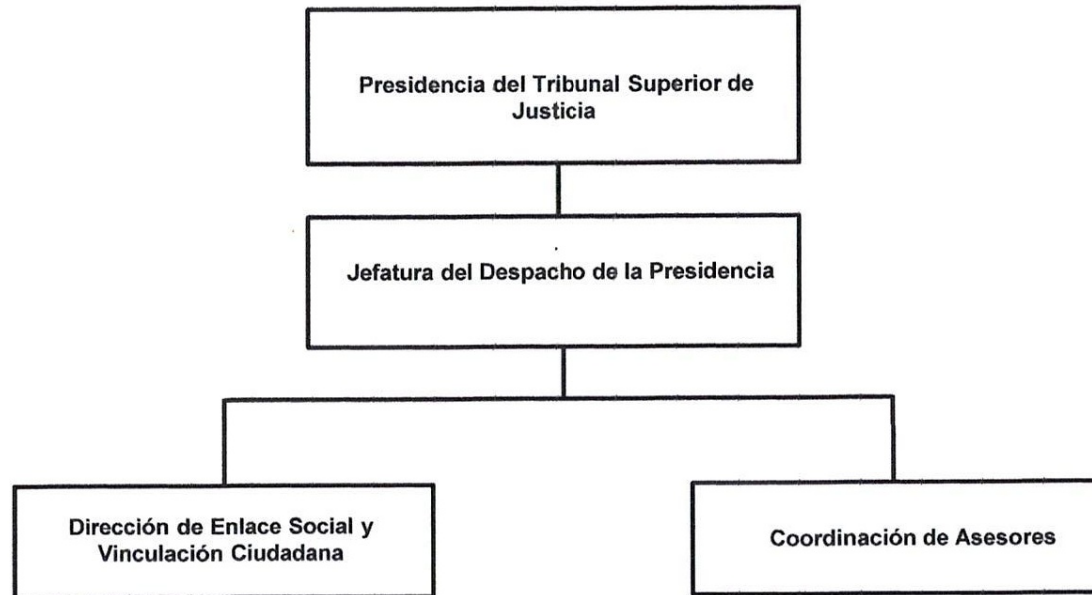 Presidencia del Tribunal Superior de
Justicia
Jefatura del Despacho de la Presidencia
Dirección de Enlace Social y
Vinculación Ciudadana
Coordinación de Asesores